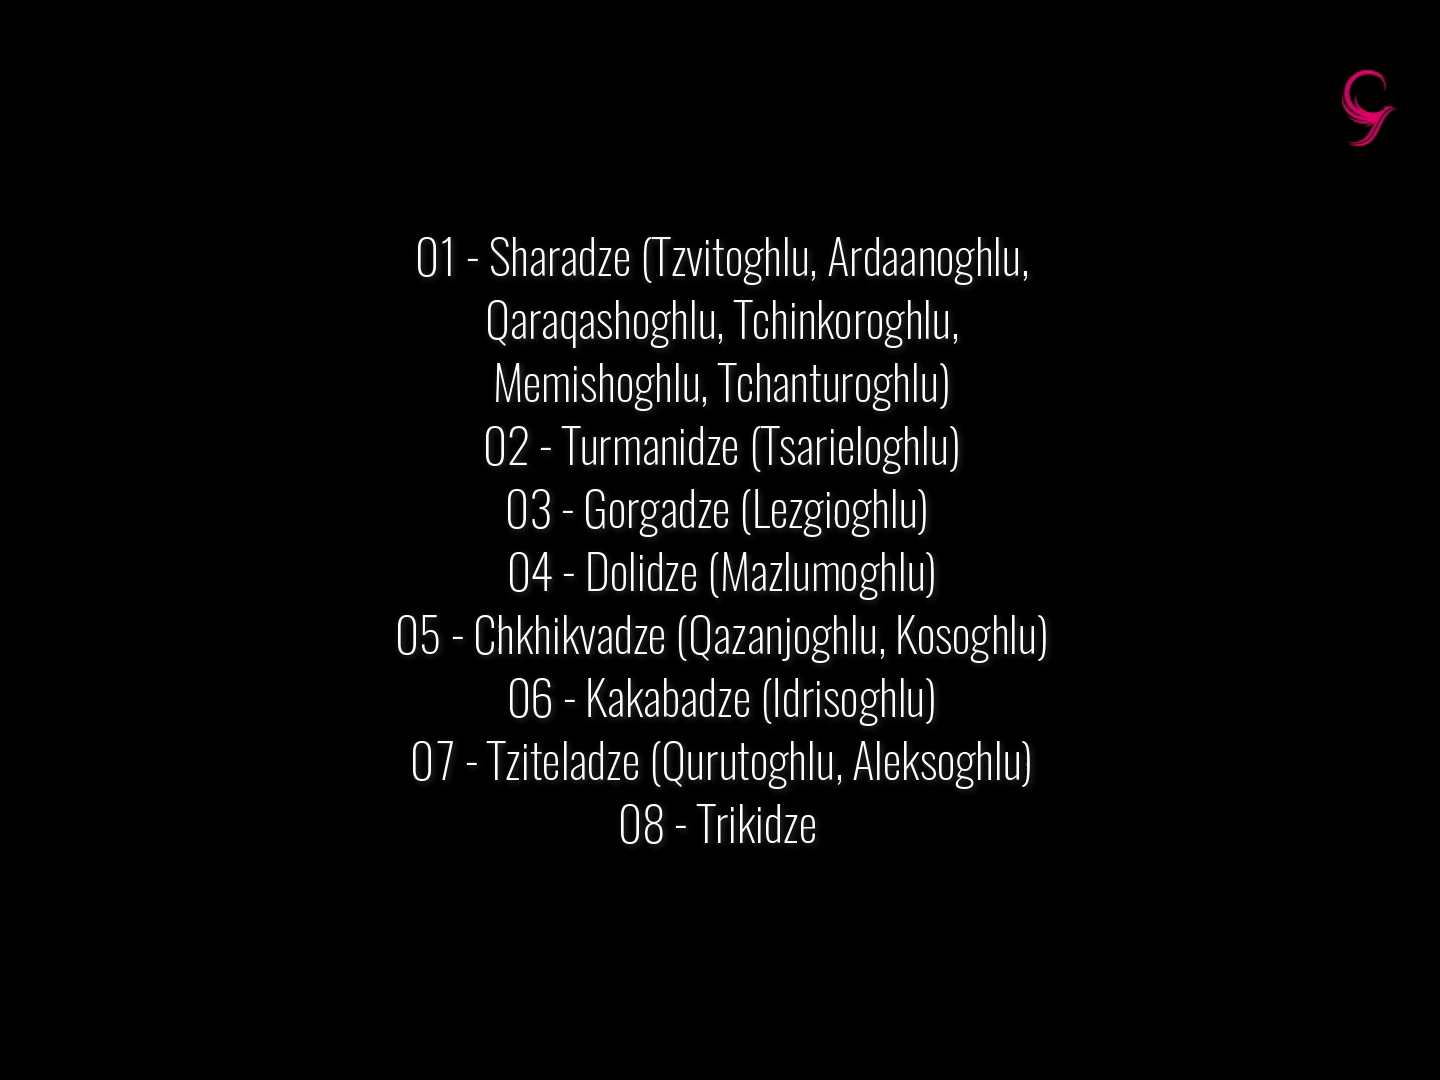 01 - Sharadze (Tzvitoghlu, Ardaanoghlu,
Qaraqashoghlu, Tchinkoroghlu,
Memishoghlu, Tchanturoghlu)
02 - Turmanidze (Tsarieloghlu)
03 - Gorgadze (Lezgioghlu)
04 - Dolidze (Mazlumoghlu)
05 - Chkhikvadze (Qazanjoghlu, Kosoghlu)
06 - Kakabadze (Idrisoghlu)
07 - Tziteladze (Qurutoghlu, Aleksoghlu)
08 - Trikidze